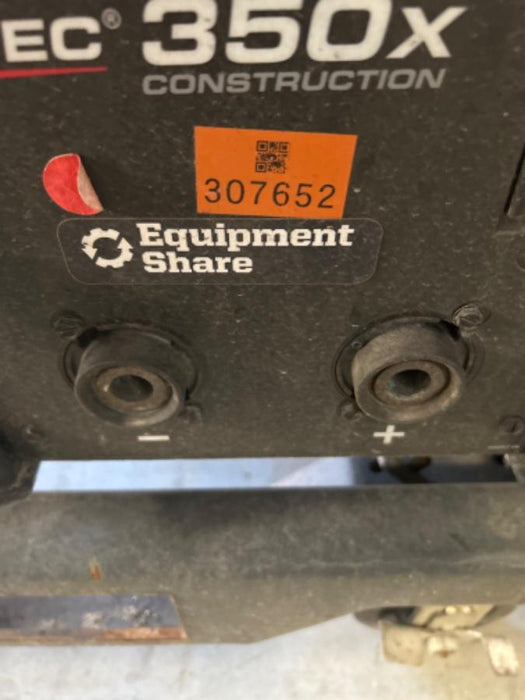 EC® 350X
CONSTRUCTION
307652
Equipment
Share
- +